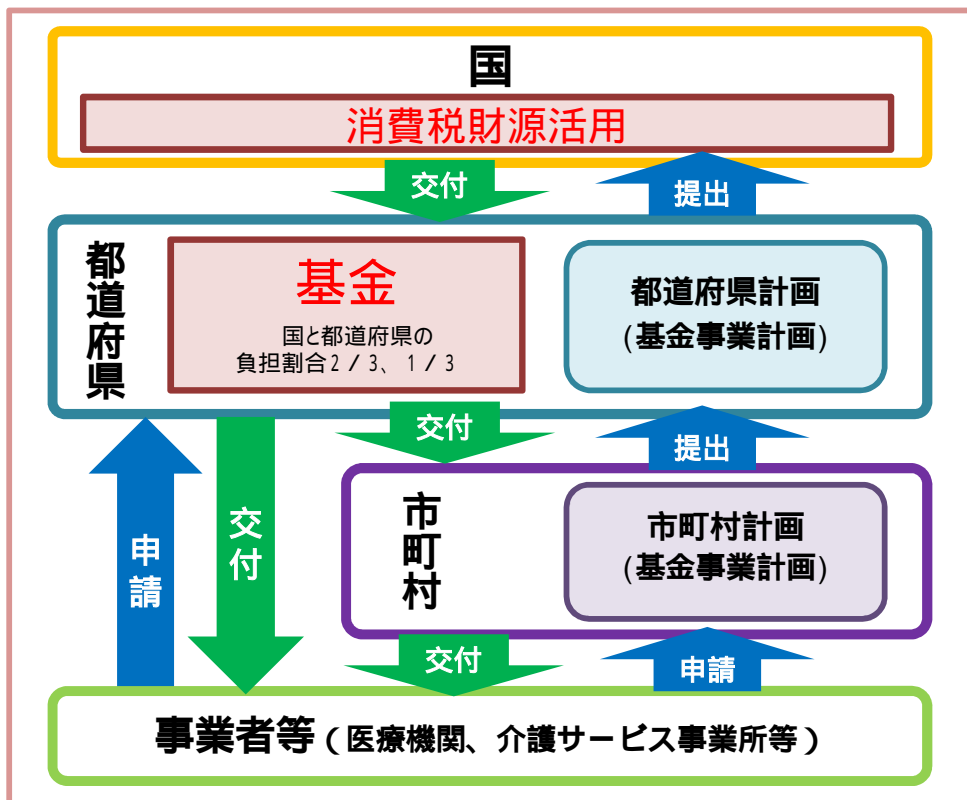 国
消費税財源活用
交付
提出
都道府県
基金
国と都道府県の
負担割合2/3、1/3
都道府県計画
(基金事業計画)
交付
提出
申請
交付
市町村
市町村計画
(基金事業計画)
交付
申請
事業者等(医療機関、介護サービス事業所等)